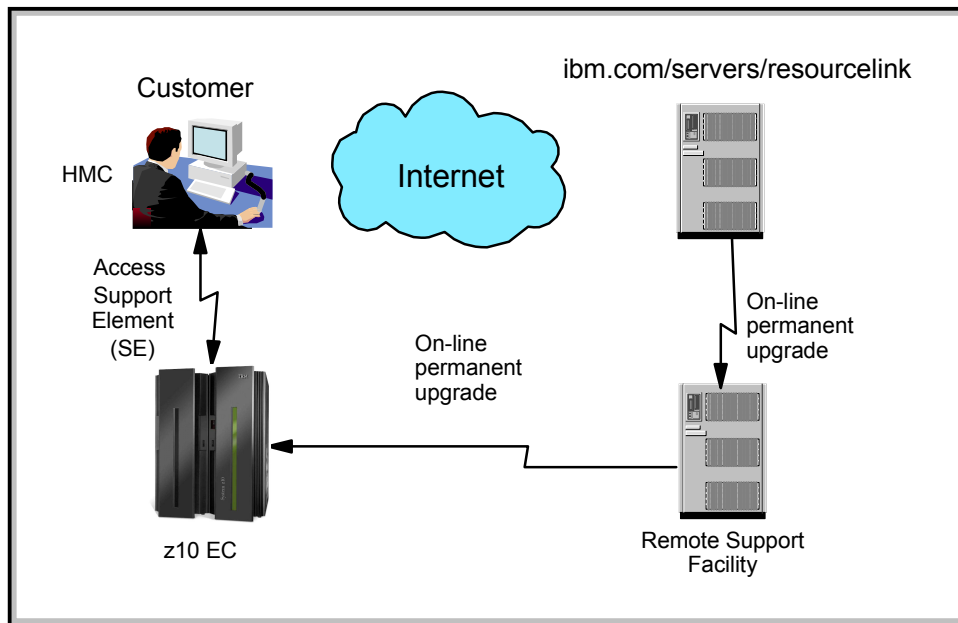 ibm.com/servers/resourcelink
Customer
HMC
Internet
Access
Support
Element
(SE)
On-line
permanent
upgrade
On-line
permanent
upgrade
z10 EC
Remote Support
Facility